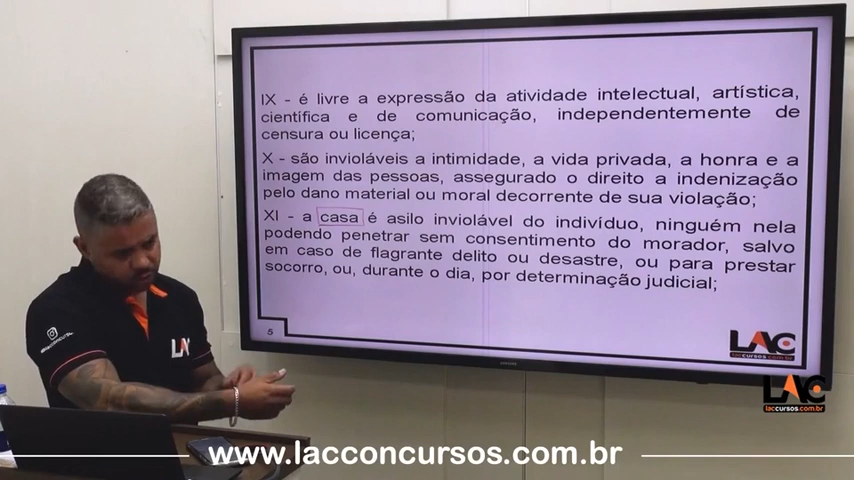 IX - é livre a expressão da atividade intelectual, artística,
científica e de comunicação, independentemente de
censura ou licença;
X - são invioláveis a intimidade, a vida privada, a honra e a
imagem das pessoas, assegurado o direito a indenização
pelo dano material ou moral decorrente de sua violação;
XI - a casa é asilo inviolável do indivíduo, ninguém nela
podendo penetrar sem consentimento do morador, salvo
em caso de flagrante delito ou desastre, ou para prestar
socorro, ou, durante o dia, por determinação judicial;
5
LAC
laccursos.com.br
LAC
laccursos.com.br
LAC
www.lacconcursos.com.br